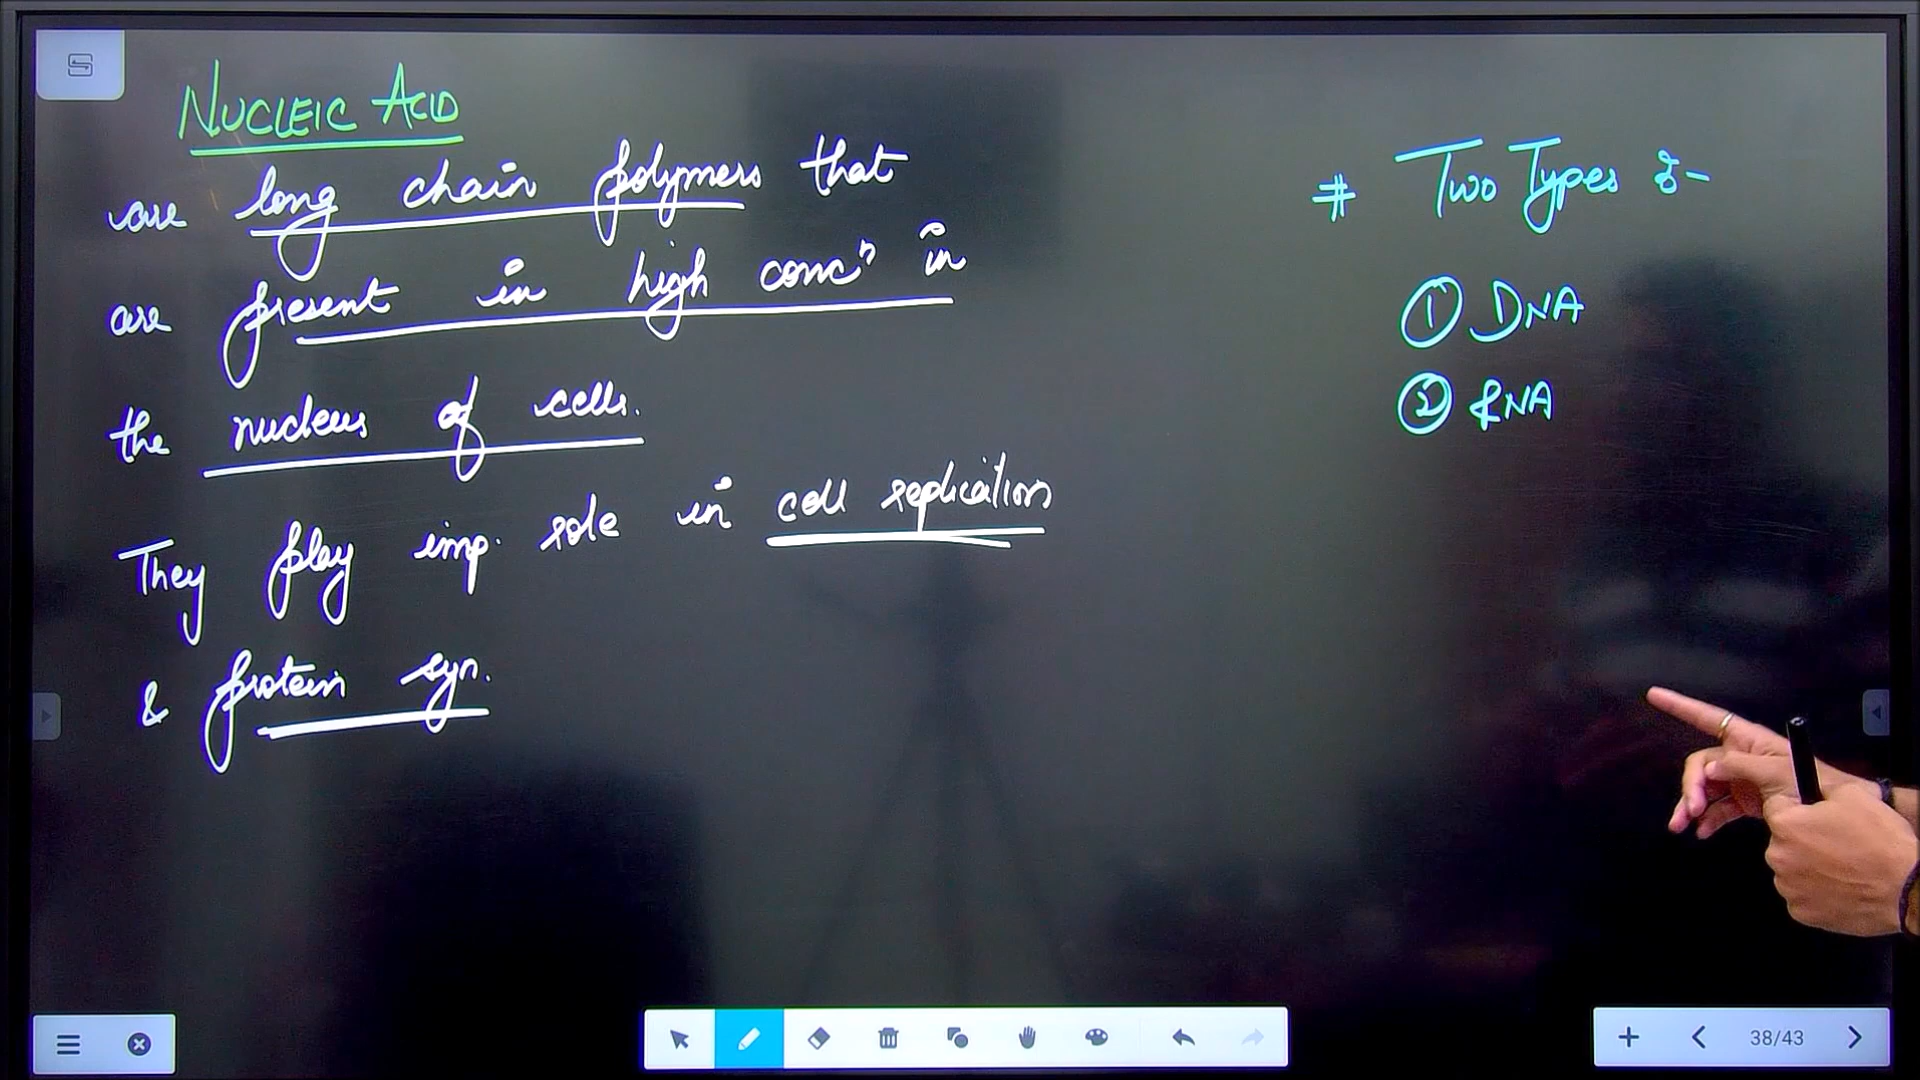 NUCLEIC ACID
are long chain polymers that
are present in high concⁿ in
the nucleus of cells.
They play imp. role in cell replication
& protein syn.
# Two Types :-
① DNA
② RNA
38/43